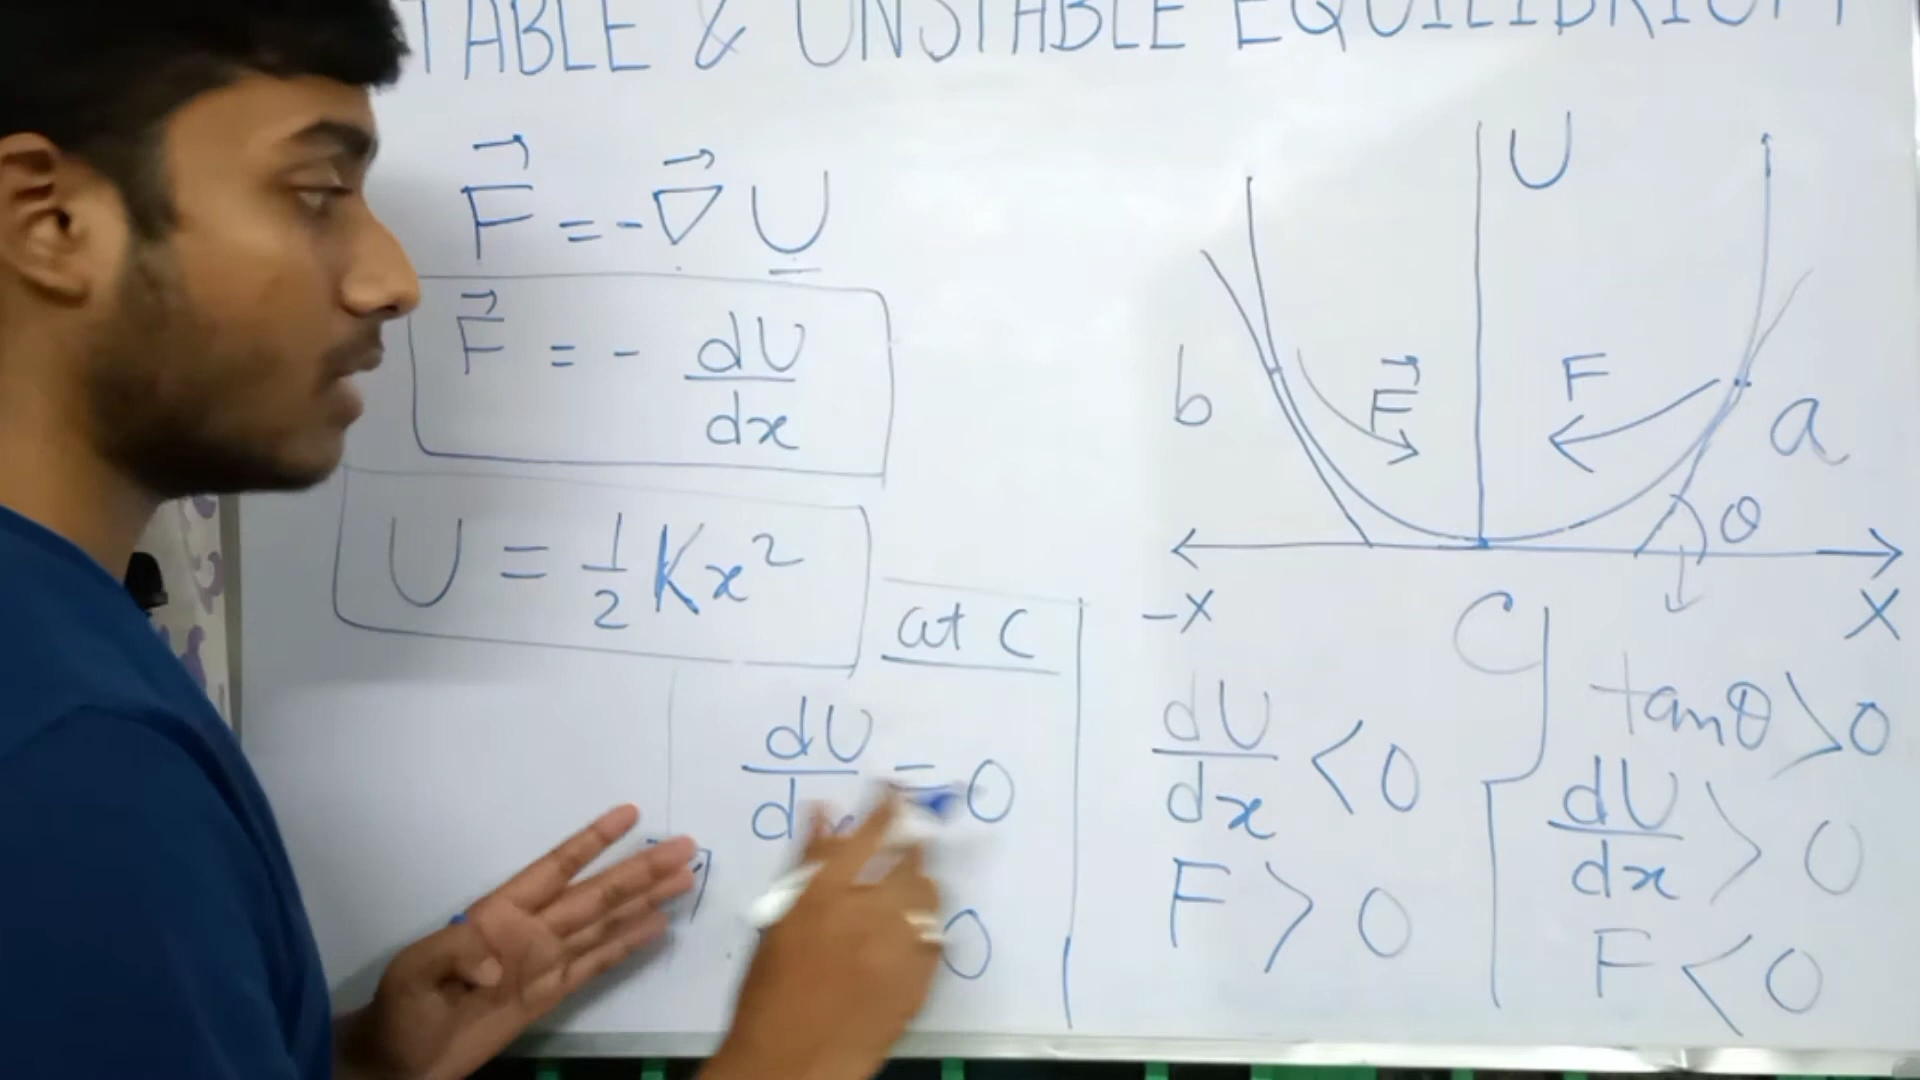 TABLE & UNSTABLE EQUILIBRIUM
F⃗ = -∇⃗ U
F⃗ = - dU/dx
U = 1/2 Kx²
at C
dU/dx = 0
0
U
b
F⃗
F
a
θ
-X
C
X
dU/dx < 0
F > 0
tanθ > 0
dU/dx > 0
F < 0